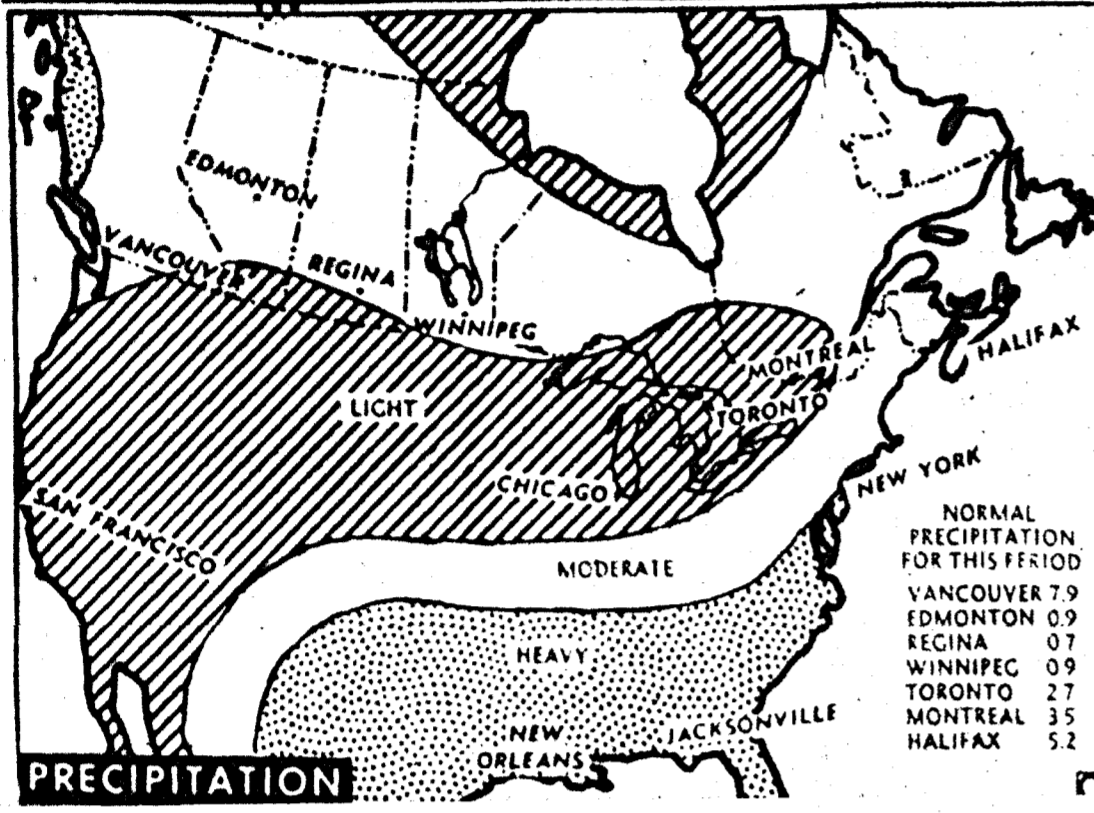 EDMONTON
VANCOUVER
REGINA
WINNIPEG
MONTREAL
HALIFAX
LIGHT
TORONTO
CHICAGO
NEW YORK
SAN FRANCISCO
MODERATE
HEAVY
NEW
ORLEANS
JACKSONVILLE
NORMAL
PRECIPITATION
FOR THIS PERIOD
VANCOUVER 7.9
EDMONTON 0.9
REGINA 0 7
WINNIPEG 0 9
TORONTO 2 7
MONTREAL 3 5
HALIFAX 5.2
PRECIPITATION